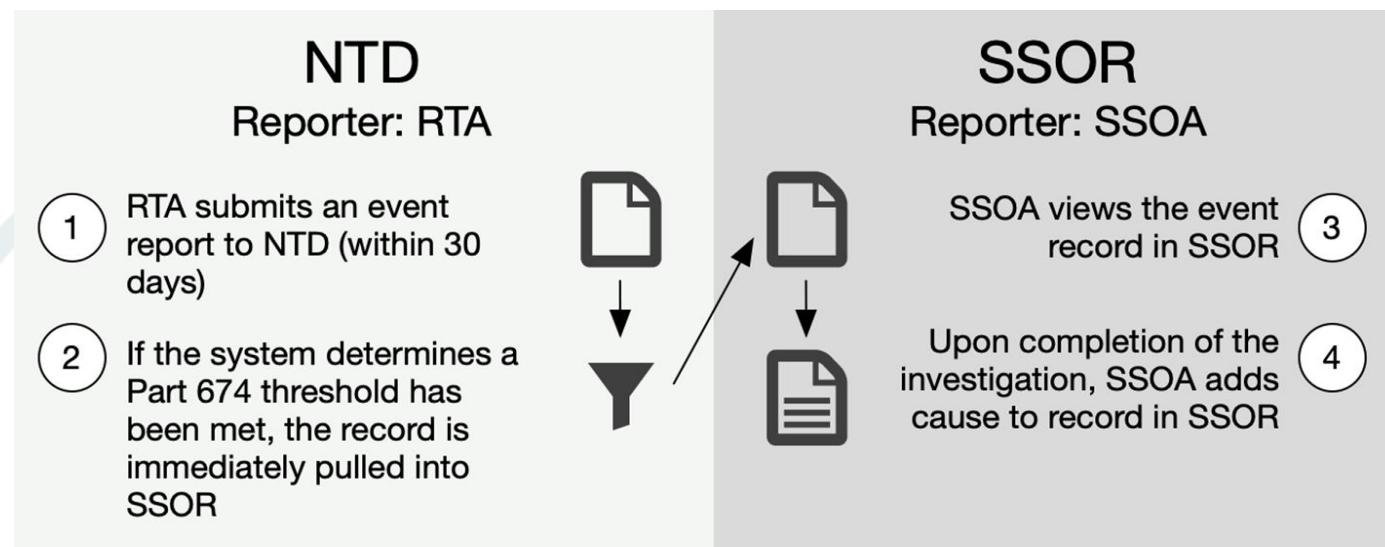 NTD
Reporter: RTA
1
RTA submits an event
report to NTD (within 30
days)
2
If the system determines a
Part 674 threshold has
been met, the record is
immediately pulled into
SSOR
SSOR
Reporter: SSOA
SSOA views the event
record in SSOR
3
Upon completion of the
investigation, SSOA adds
cause to record in SSOR
4